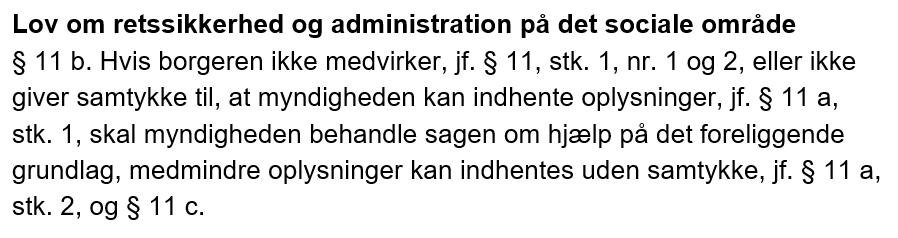 Lov om retssikkerhed og administration på det sociale område
§ 11 b. Hvis borgeren ikke medvirker, jf. § 11, stk. 1, nr. 1 og 2, eller ikke
giver samtykke til, at myndigheden kan indhente oplysninger, jf. § 11 a,
stk. 1, skal myndigheden behandle sagen om hjælp på det foreliggende
grundlag, medmindre oplysninger kan indhentes uden samtykke, jf. § 11 a,
stk. 2, og § 11 c.